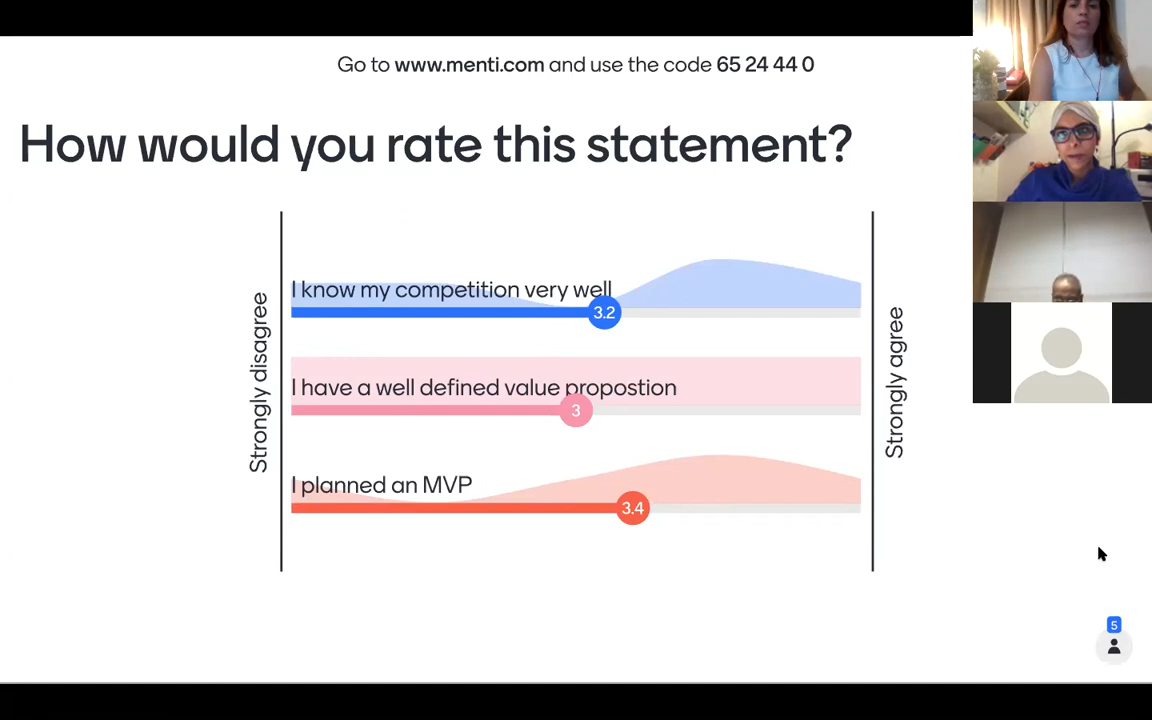 Go to www.menti.com and use the code 65 24 44 0
How would you rate this statement?
Strongly disagree
I know my competition very well
3.2
I have a well defined value propostion
3
I planned an MVP
3.4
Strongly agree
5